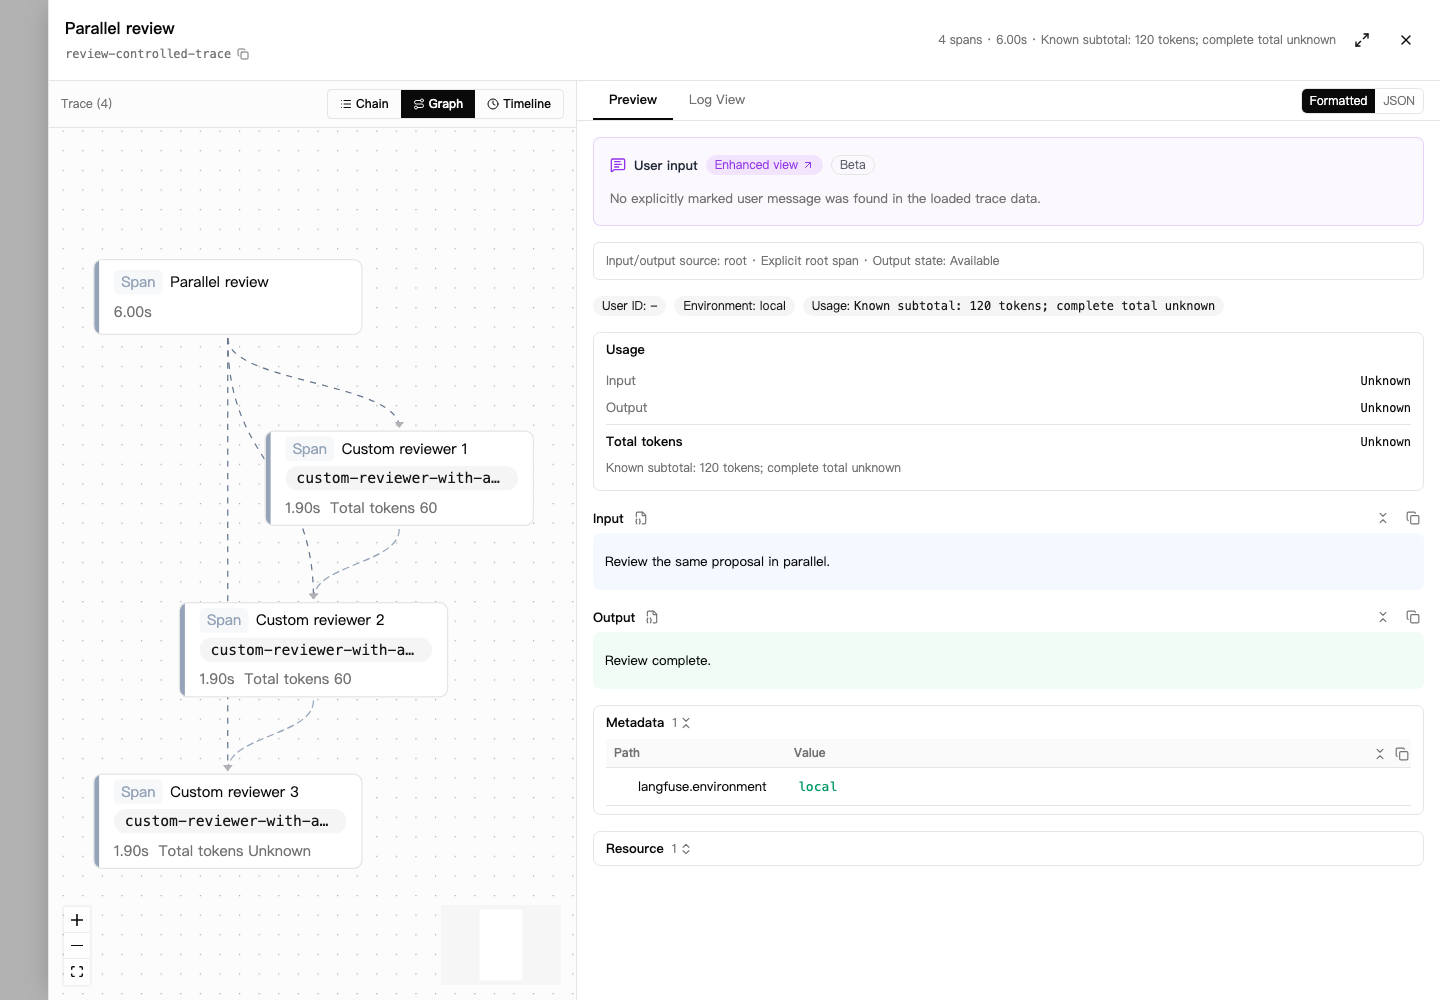 Parallel review
review-controlled-trace
4 spans · 6.00s · Known subtotal: 120 tokens; complete total unknown
Trace (4)
Chain
Graph
Timeline
Span Parallel review
6.00s
Span Custom reviewer 1
custom-reviewer-with-a…
1.90s Total tokens 60
Span Custom reviewer 2
custom-reviewer-with-a…
1.90s Total tokens 60
Span Custom reviewer 3
custom-reviewer-with-a…
1.90s Total tokens Unknown
Preview
Log View
Formatted
JSON
User input Enhanced view ↗ Beta
No explicitly marked user message was found in the loaded trace data.
Input/output source: root · Explicit root span · Output state: Available
User ID: – Environment: local Usage: Known subtotal: 120 tokens; complete total unknown
Usage
Input Unknown
Output Unknown
Total tokens Unknown
Known subtotal: 120 tokens; complete total unknown
Input
Review the same proposal in parallel.
Output
Review complete.
Metadata 1
Path Value
langfuse.environment local
Resource 1